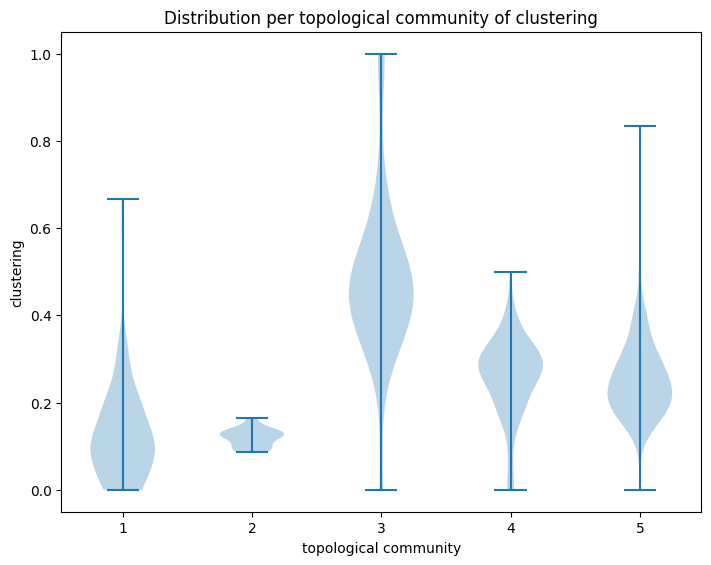 Distribution per topological community of clustering
clustering
1.0
0.8
0.6
0.4
0.2
0.0
1 2 3 4 5
topological community